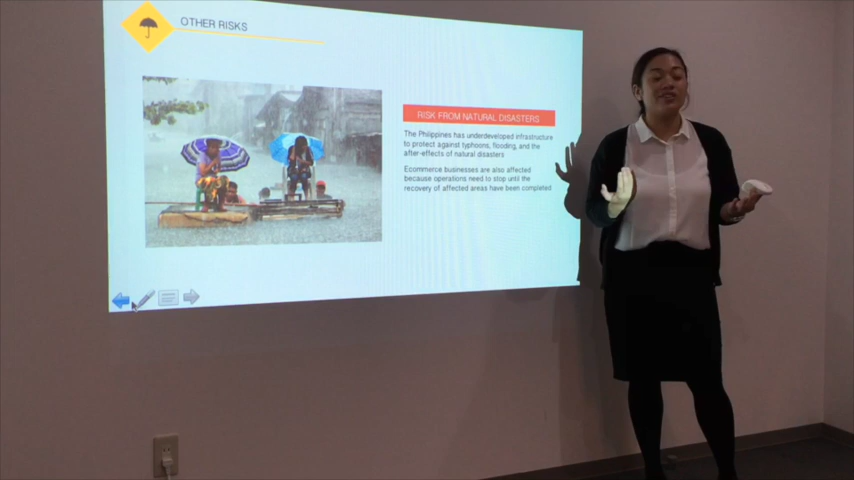 OTHER RISKS
RISK FROM NATURAL DISASTERS
The Philippines has underdeveloped infrastructure
to protect against typhoons, flooding, and the
after-effects of natural disasters
Ecommerce businesses are also affected
because operations need to stop until the
recovery of affected areas have been completed